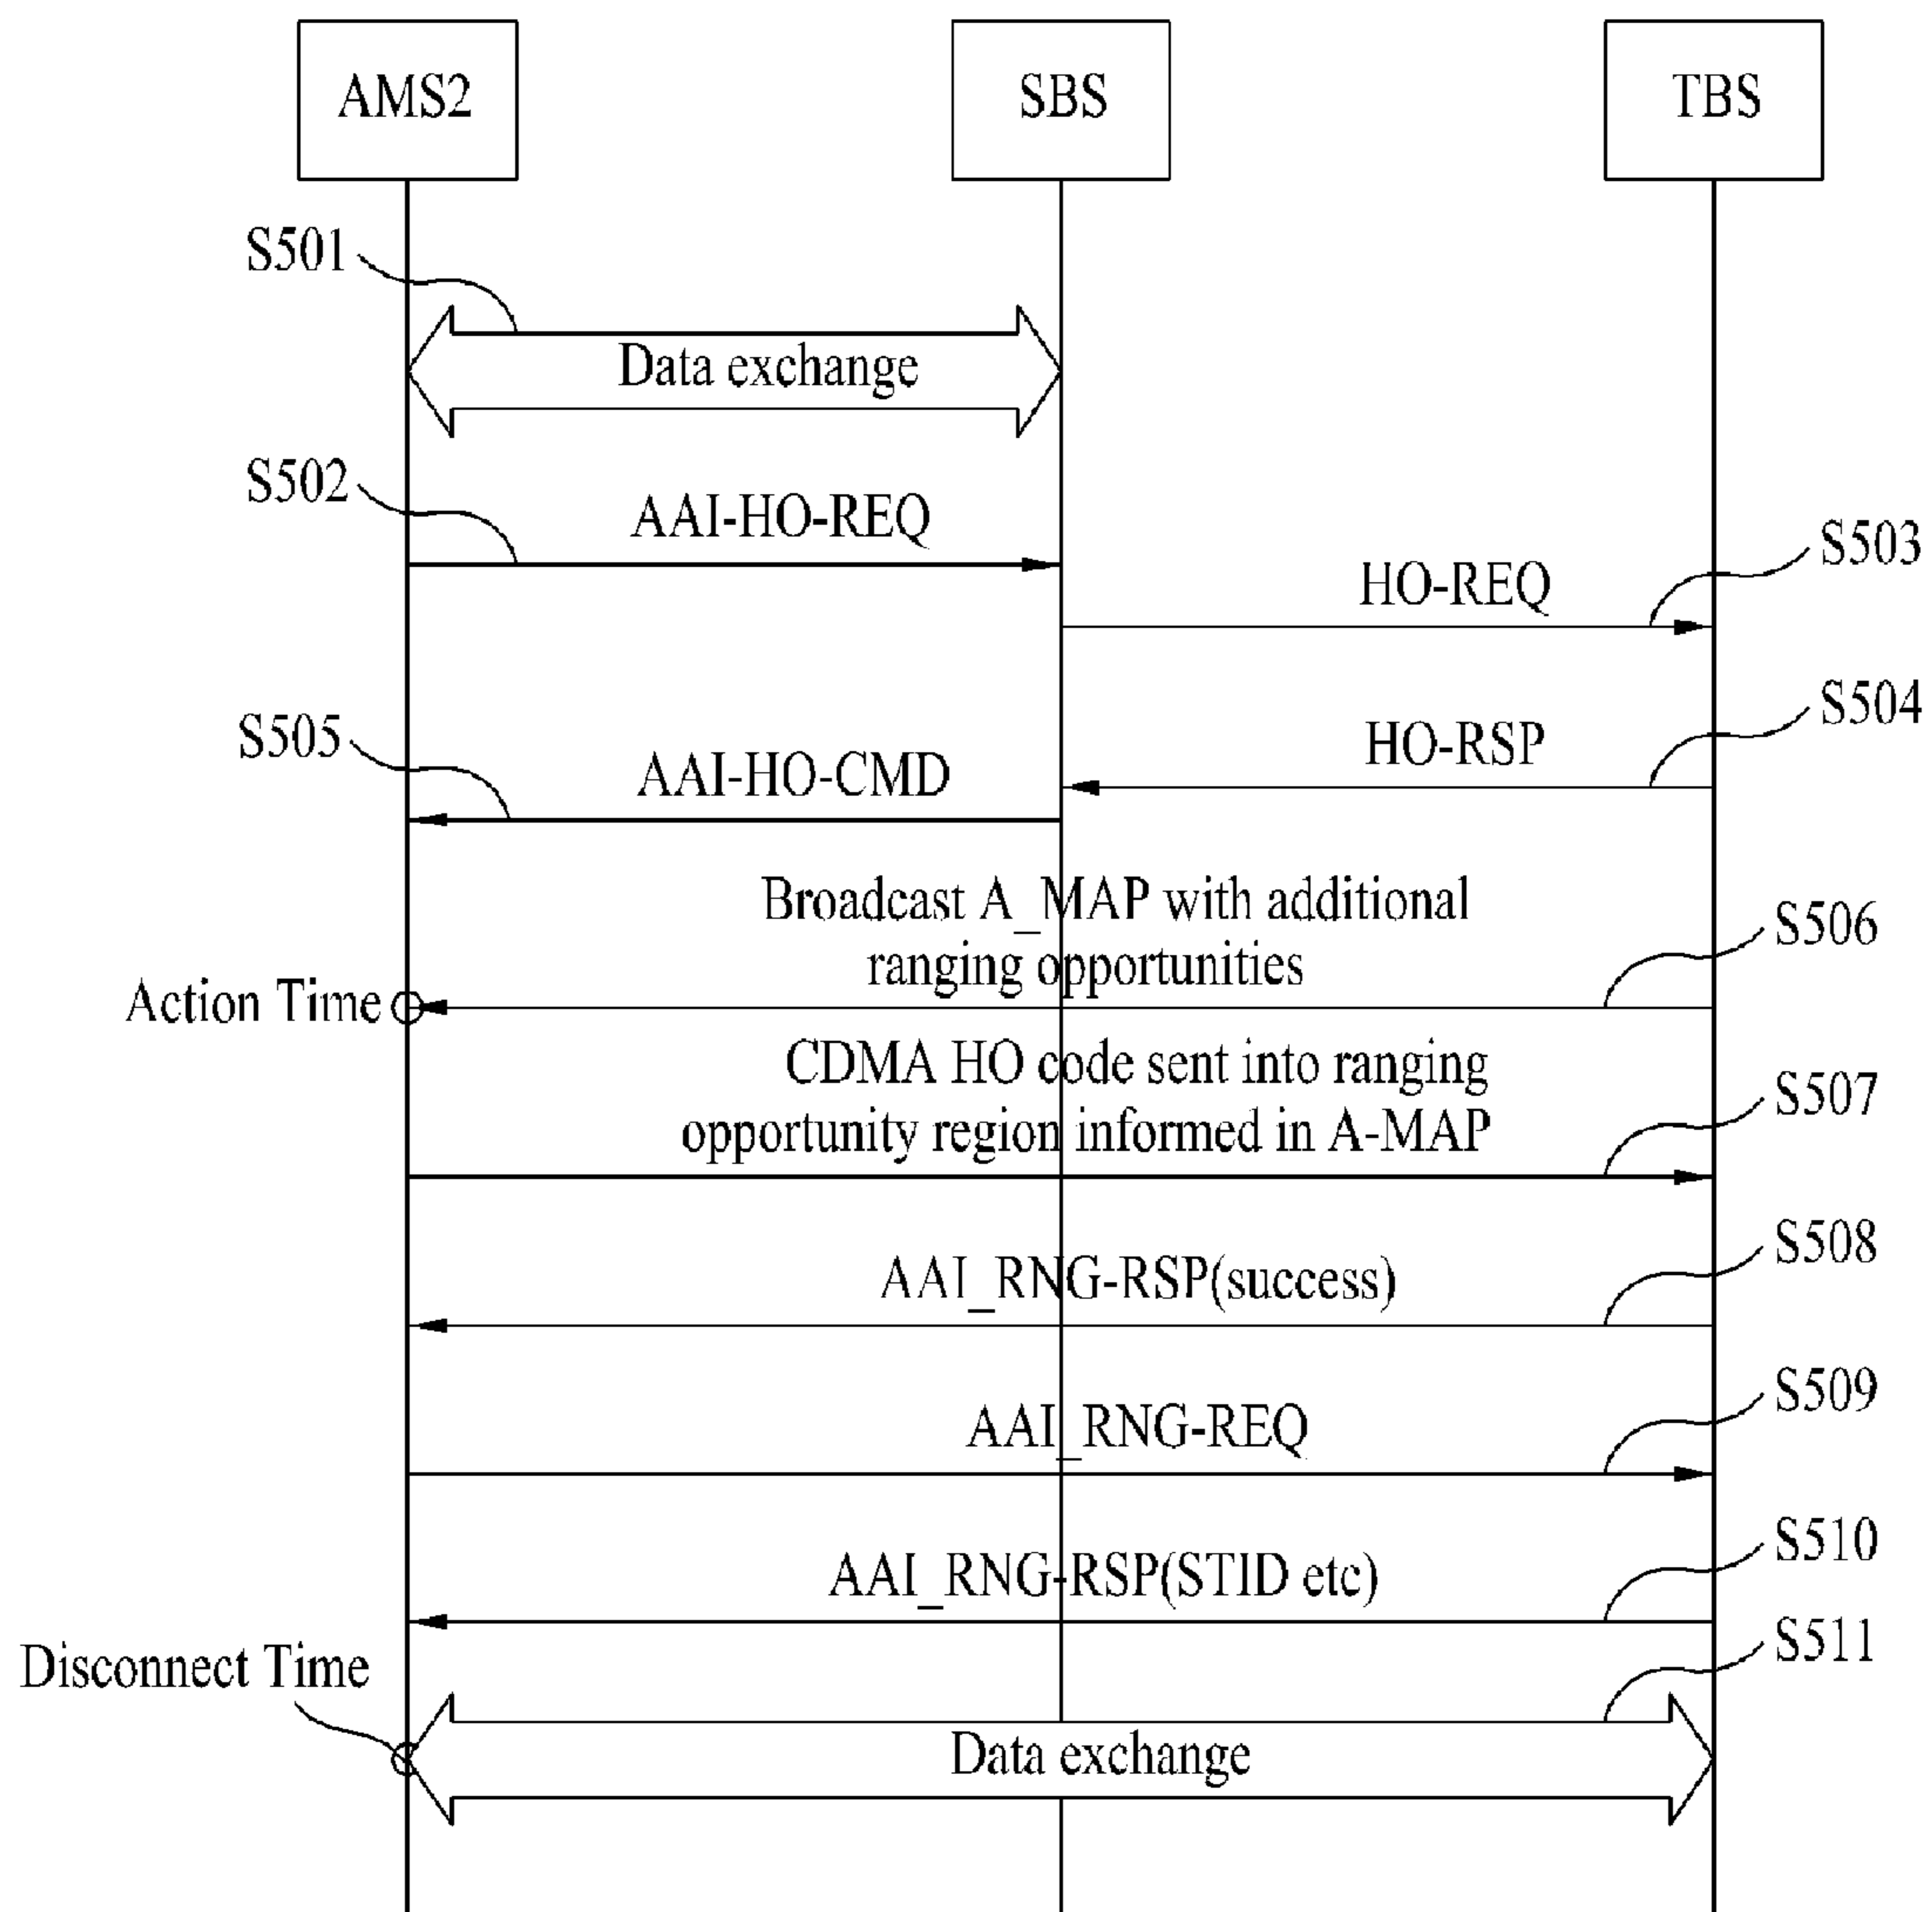 AMS2
SBS
TBS
S501
Data exchange
S502
AAI-HO-REQ
S503
HO-REQ
S504
HO-RSP
S505
AAI-HO-CMD
Broadcast A_MAP with additional
ranging opportunities
S506
Action Time
CDMA HO code sent into ranging
opportunity region informed in A-MAP
S507
S508
AAI_RNG-RSP(success)
S509
AAI_RNG-REQ
S510
AAI_RNG-RSP(STID etc)
S511
Disconnect Time
Data exchange